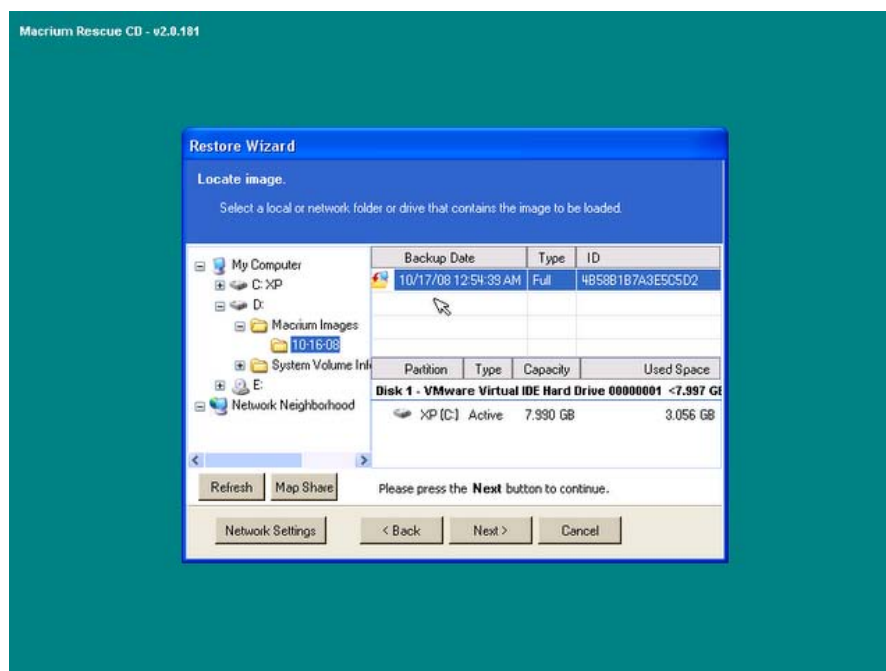 Macrium Rescue CD - v2.0.181
Restore Wizard
Locate image.
Select a local or network folder or drive that contains the image to be loaded.
My Computer
C: XP
D:
Macrium Images
10-16-08
System Volume Inf
E:
Network Neighborhood
Backup Date Type ID
10/17/08 12:54:39 AM Full 4B58B1B7A3E5C5D2
Partition Type Capacity Used Space
Disk 1 - VMware Virtual IDE Hard Drive 00000001 <7.997 GB
XP (C:) Active 7.990 GB 3.056 GB
Refresh Map Share Please press the Next button to continue.
Network Settings < Back Next > Cancel